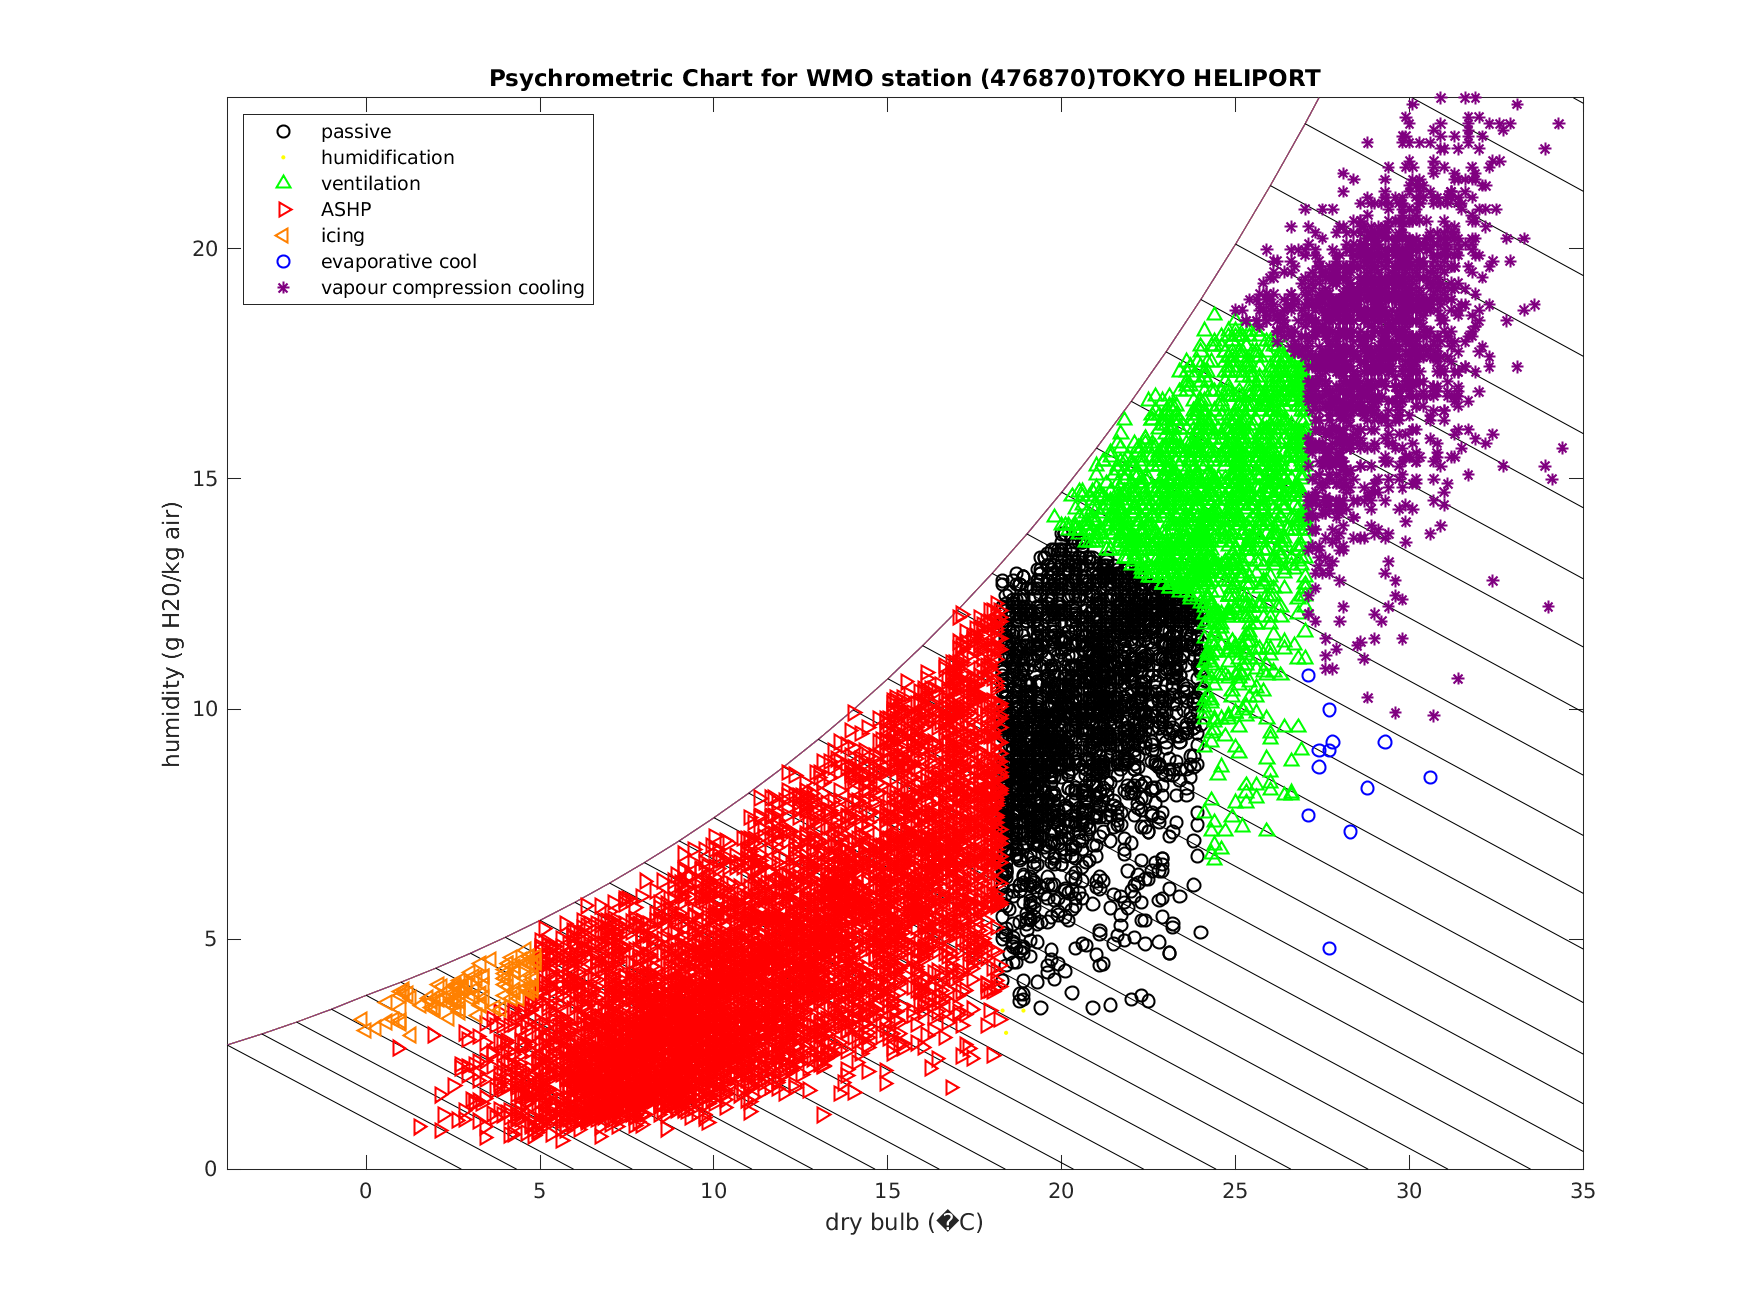 Psychrometric Chart for WMO station (476870)TOKYO HELIPORT
passive
humidification
ventilation
ASHP
icing
evaporative cool
vapour compression cooling
humidity (g H20/kg air)
20
15
10
5
0
0 5 10 15 20 25 30 35
dry bulb (�C)